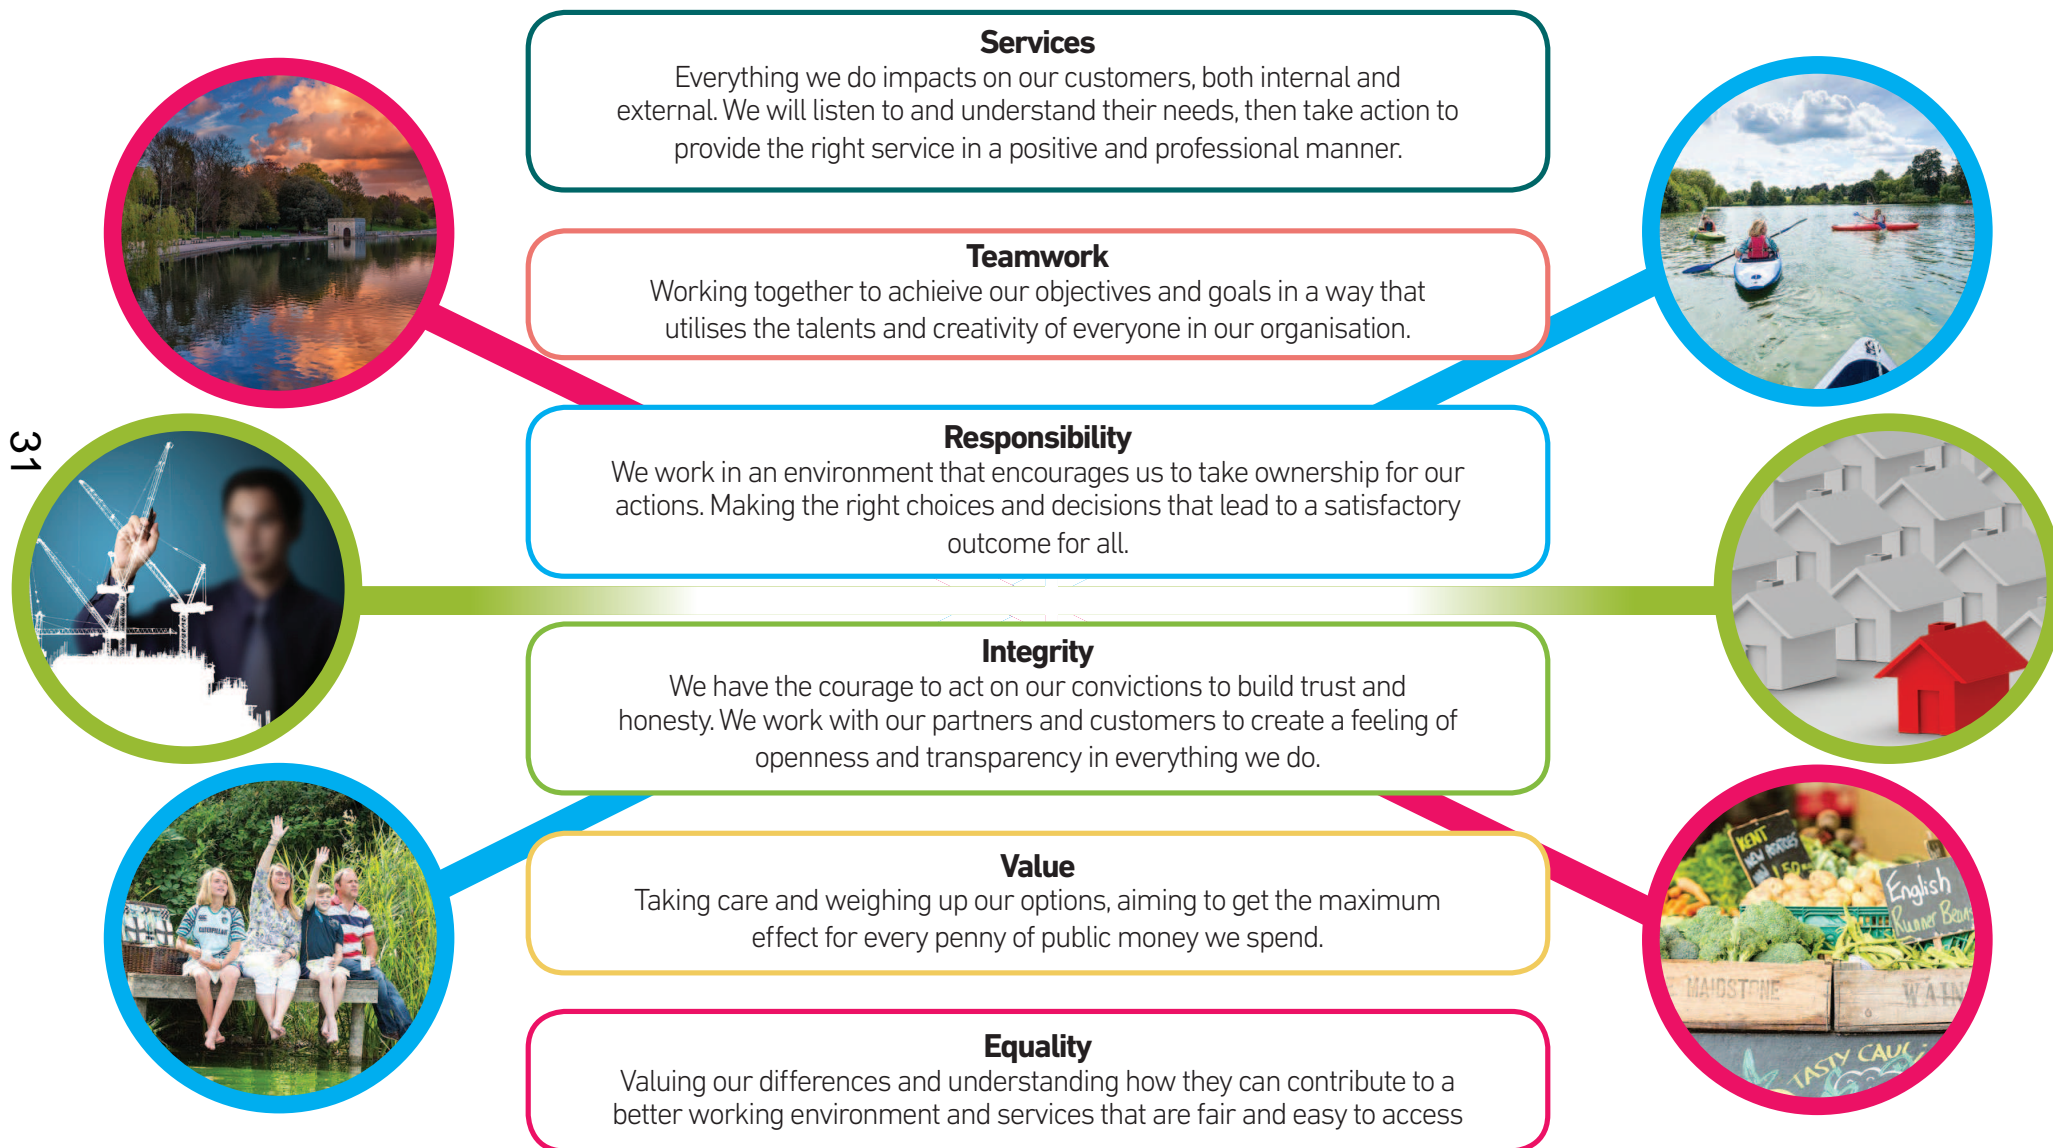 Services
Everything we do impacts on our customers, both internal and
external. We will listen to and understand their needs, then take action to
provide the right service in a positive and professional manner.
Teamwork
Working together to achieive our objectives and goals in a way that
utilises the talents and creativity of everyone in our organisation.
31
Responsibility
We work in an environment that encourages us to take ownership for our
actions. Making the right choices and decisions that lead to a satisfactory
outcome for all.
Integrity
We have the courage to act on our convictions to build trust and
honesty. We work with our partners and customers to create a feeling of
openness and transparency in everything we do.
Value
Taking care and weighing up our options, aiming to get the maximum
effect for every penny of public money we spend.
Equality
Valuing our differences and understanding how they can contribute to a
better working environment and services that are fair and easy to access
KENT
NEW
English
Runner Beans
MAIDSTONE
WAIN
TASTY CAUL